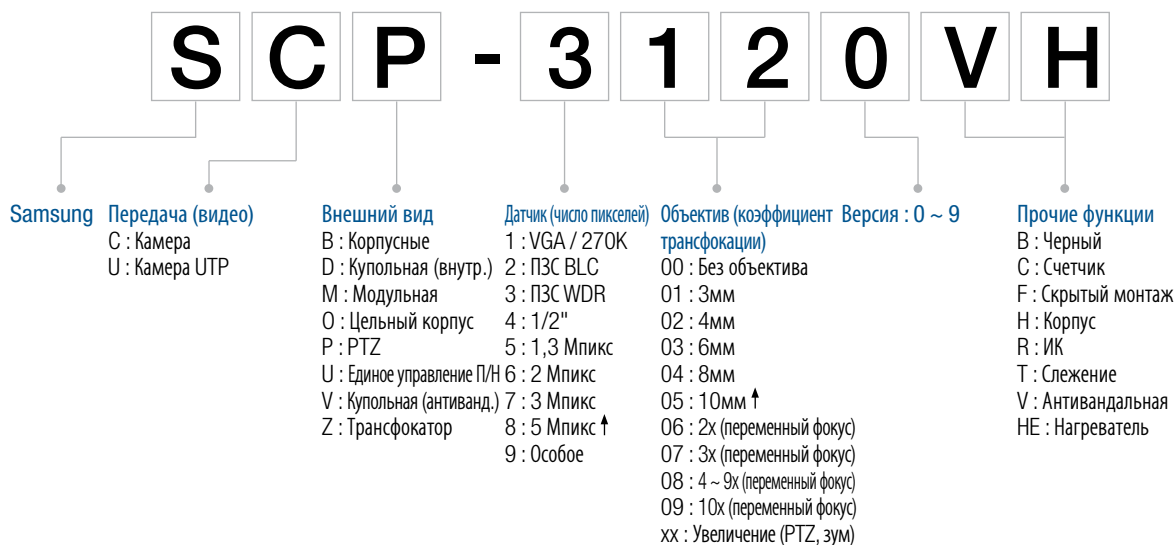 SCP-3120VH
Samsung
Передача (видео)
C : Камера
U : Камера UTP
Внешний вид
B : Корпусные
D : Купольная (внутр.)
M : Модульная
O : Цельный корпус
P : PTZ
U : Единое управление П/Н
V : Купольная (антиванд.)
Z : Трансфокатор
Датчик (число пикселей)
1 : VGA / 270K
2 : ПЗС BLC
3 : ПЗС WDR
4 : 1/2"
5 : 1,3 Мпикс
6 : 2 Мпикс
7 : 3 Мпикс
8 : 5 Мпикс↑
9 : Особое
Объектив (коэффициент
трансфокации)
00 : Без объектива
01 : 3мм
02 : 4мм
03 : 6мм
04 : 8мм
05 : 10мм↑
06 : 2x (переменный фокус)
07 : 3x (переменный фокус)
08 : 4 ~ 9x (переменный фокус)
09 : 10x (переменный фокус)
xx : Увеличение (PTZ, зум)
Версия : 0 ~ 9
Прочие функции
B : Черный
C : Счетчик
F : Скрытый монтаж
H : Корпус
R : ИК
T : Слежение
V : Антивандальная
HE : Нагреватель